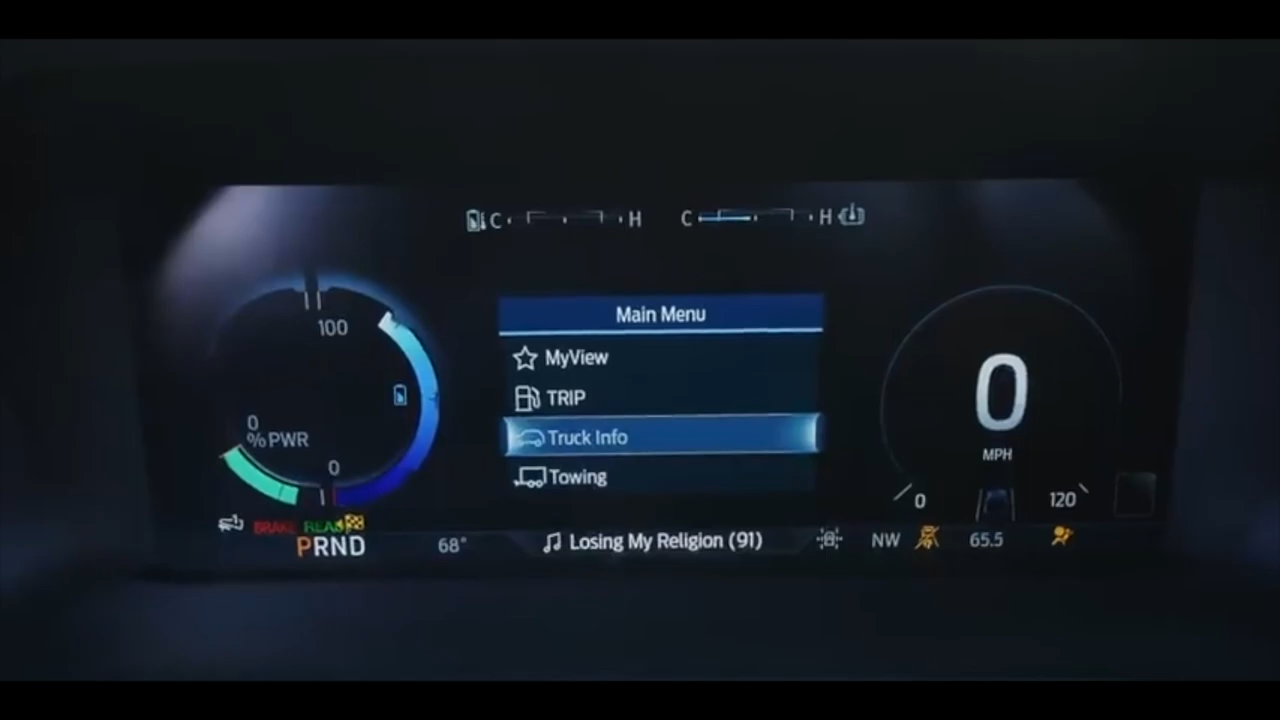 C H C H
Main Menu
100
MyView
TRIP
0
0
%PWR
Truck Info
MPH
0
Towing
0 120
BRAKE READY
PRND
68°
Losing My Religion (91)
NW
65.5